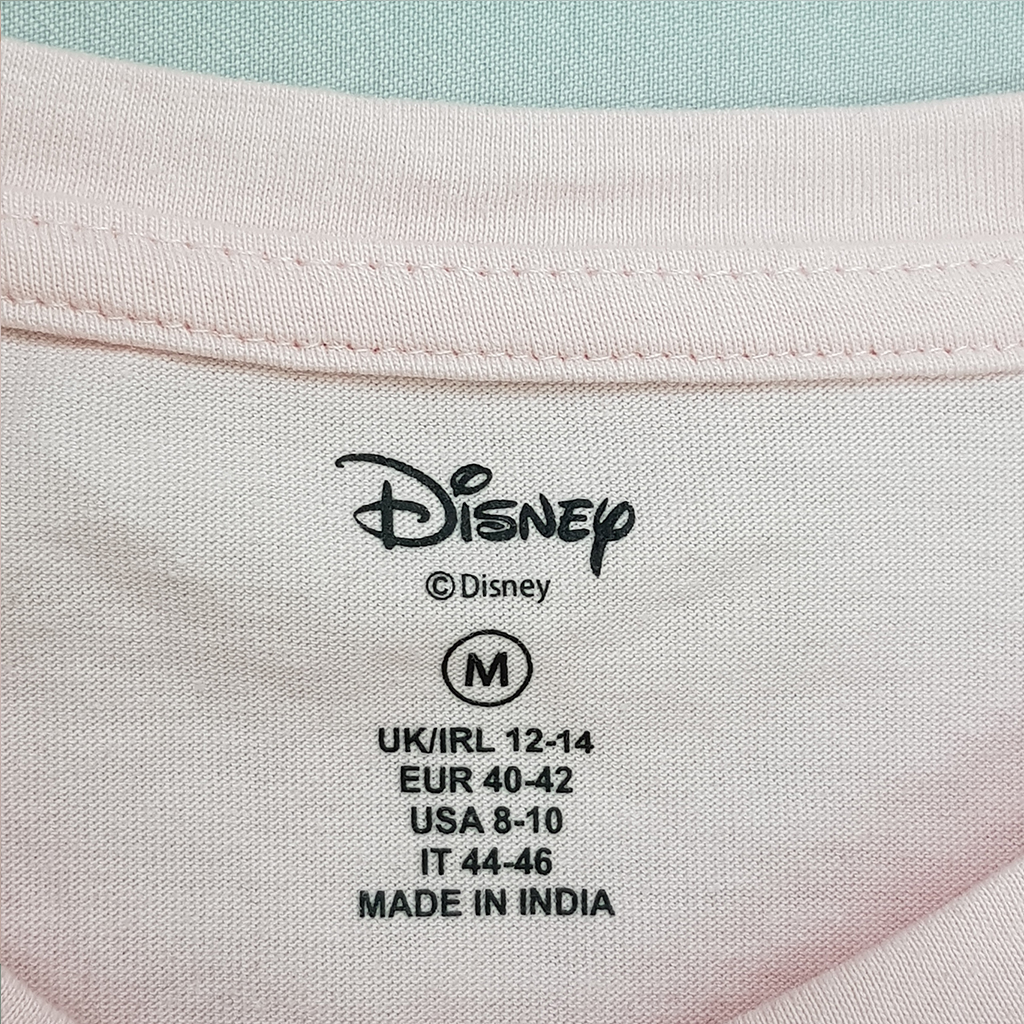 Disney
©Disney
M
UK/IRL 12-14
EUR 40-42
USA 8-10
IT 44-46
MADE IN INDIA